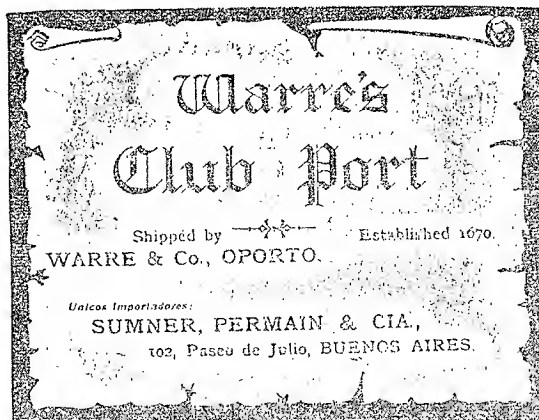 Warre's
Club Port
Shipped by Established 1670.
WARRE & Co., OPORTO.
Unicos Importadores:
SUMNER, PERMAIN & CIA,
102, Paseo de Julio, BUENOS AIRES.